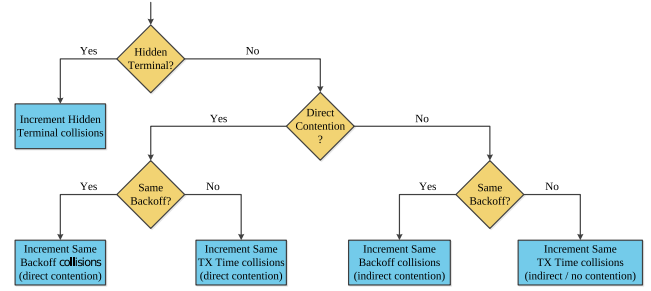 Yes
Hidden
Terminal?
No
Increment Hidden
Terminal collisions
Direct
Contention
?
Yes
No
Yes
Same
Backoff?
No
Yes
Same
Backoff?
No
Increment Same
Backoff collisions
(direct contention)
Increment Same
TX Time collisions
(direct contention)
Increment Same
Backoff collisions
(indirect contention)
Increment Same
TX Time collisions
(indirect / no contention)